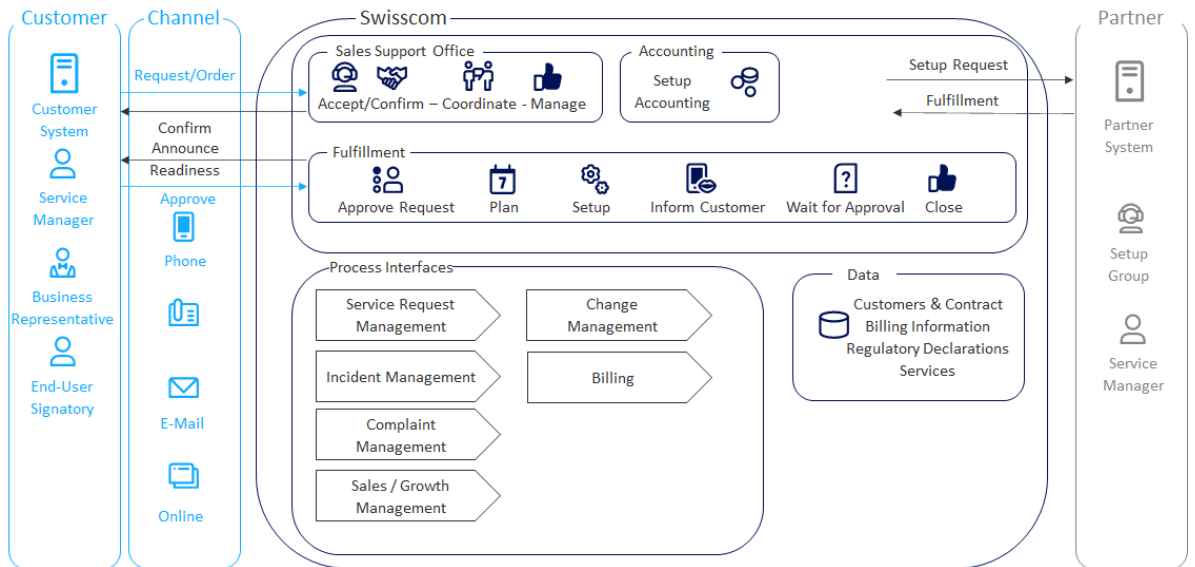 Customer
Channel
Swisscom
Partner
Customer
System
Service
Manager
Business
Representative
End-User
Signatory
Request/Order
Confirm
Announce
Readiness
Approve
Phone
E-Mail
Online
Sales Support Office
Accept/Confirm – Coordinate - Manage
Accounting
Setup
Accounting
Fulfillment
7
?
Approve Request
Plan
Setup
Inform Customer
Wait for Approval
Close
Process Interfaces
Service Request
Management
Change
Management
Incident Management
Billing
Complaint
Management
Sales / Growth
Management
Data
Customers & Contract
Billing Information
Regulatory Declarations
Services
Setup Request
Fulfillment
Partner
System
Setup
Group
Service
Manager